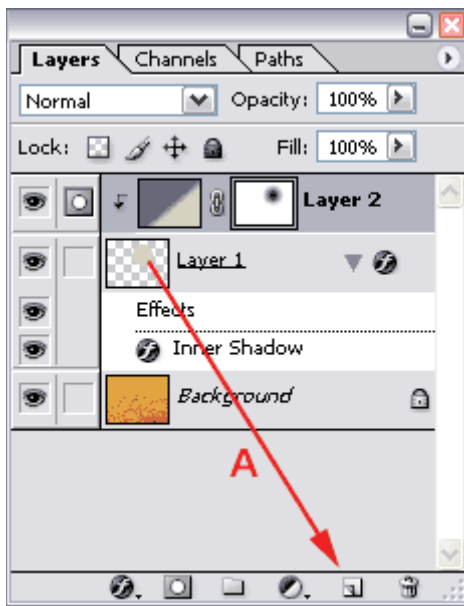 Layers Channels Paths
Normal Opacity: 100%
Lock: Fill: 100%
Layer 2
Layer 1
Effects
Inner Shadow
Background
A